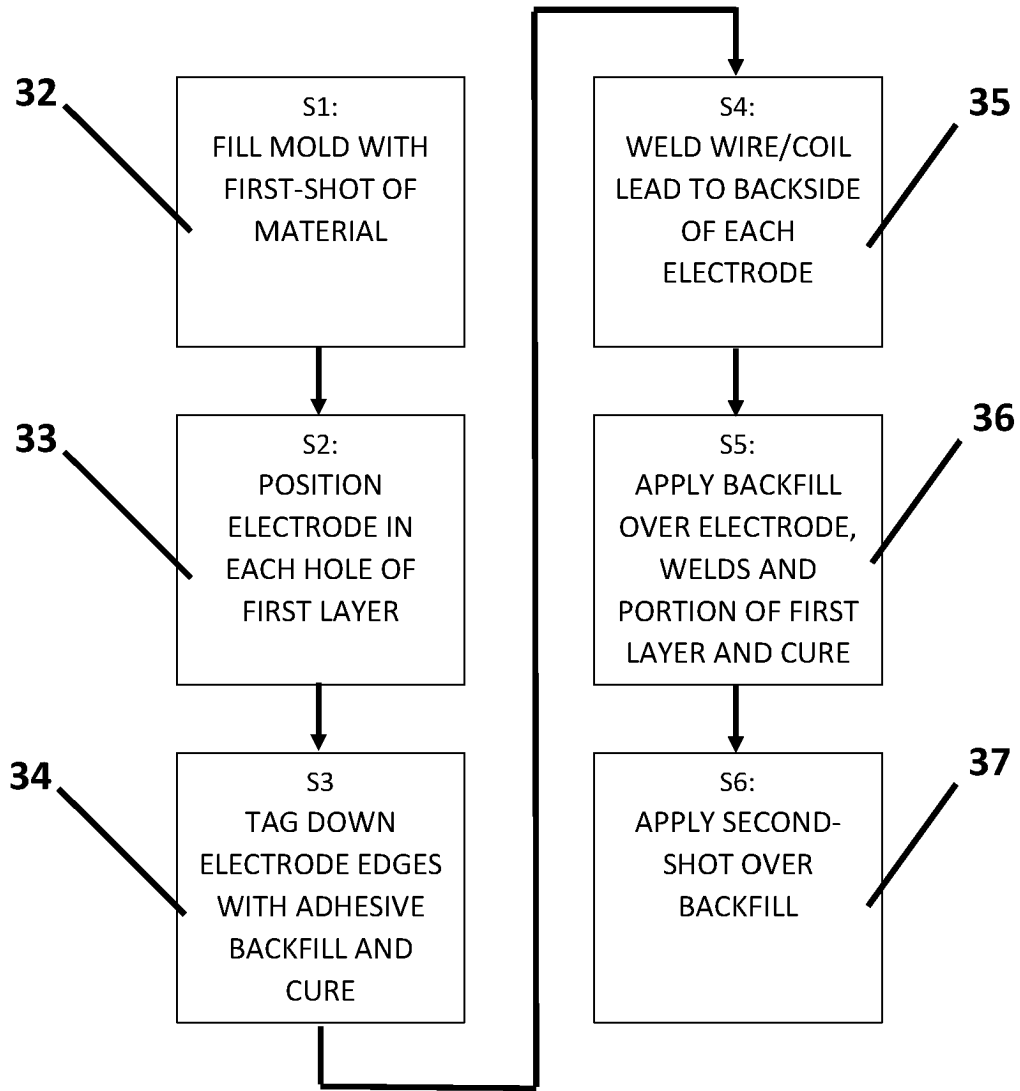 32
S1:
FILL MOLD WITH
FIRST-SHOT OF
MATERIAL
33
S2:
POSITION
ELECTRODE IN
EACH HOLE OF
FIRST LAYER
34
S3
TAG DOWN
ELECTRODE EDGES
WITH ADHESIVE
BACKFILL AND
CURE
35
S4:
WELD WIRE/COIL
LEAD TO BACKSIDE
OF EACH
ELECTRODE
36
S5:
APPLY BACKFILL
OVER ELECTRODE,
WELDS AND
PORTION OF FIRST
LAYER AND CURE
37
S6:
APPLY SECOND-
SHOT OVER
BACKFILL